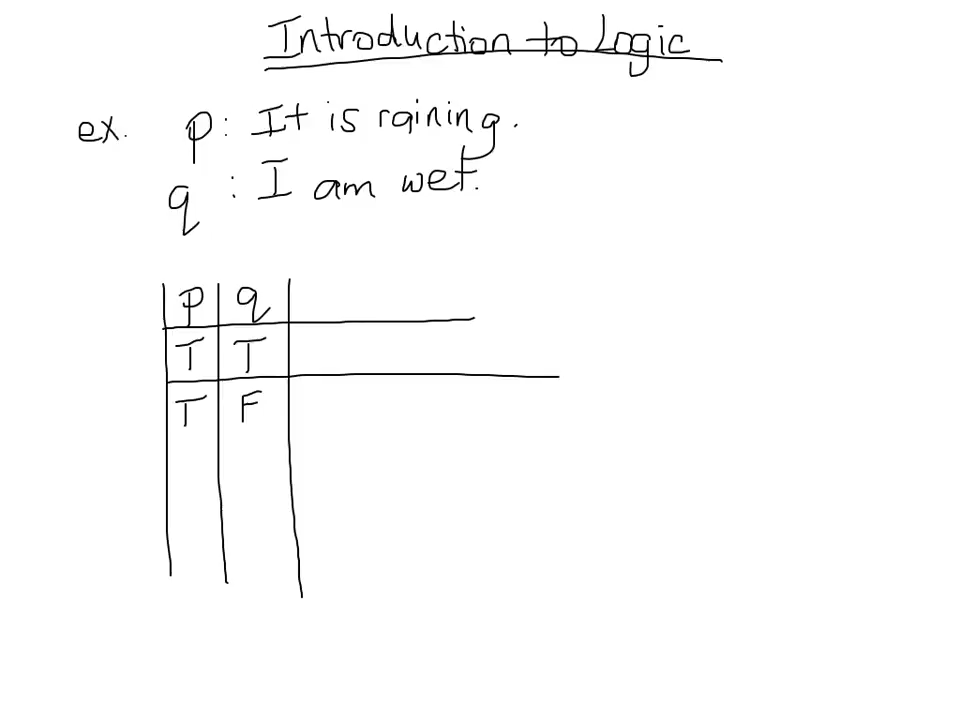 Introduction to Logic
ex. p: It is raining.
q: I am wet.
p q
T T
T F